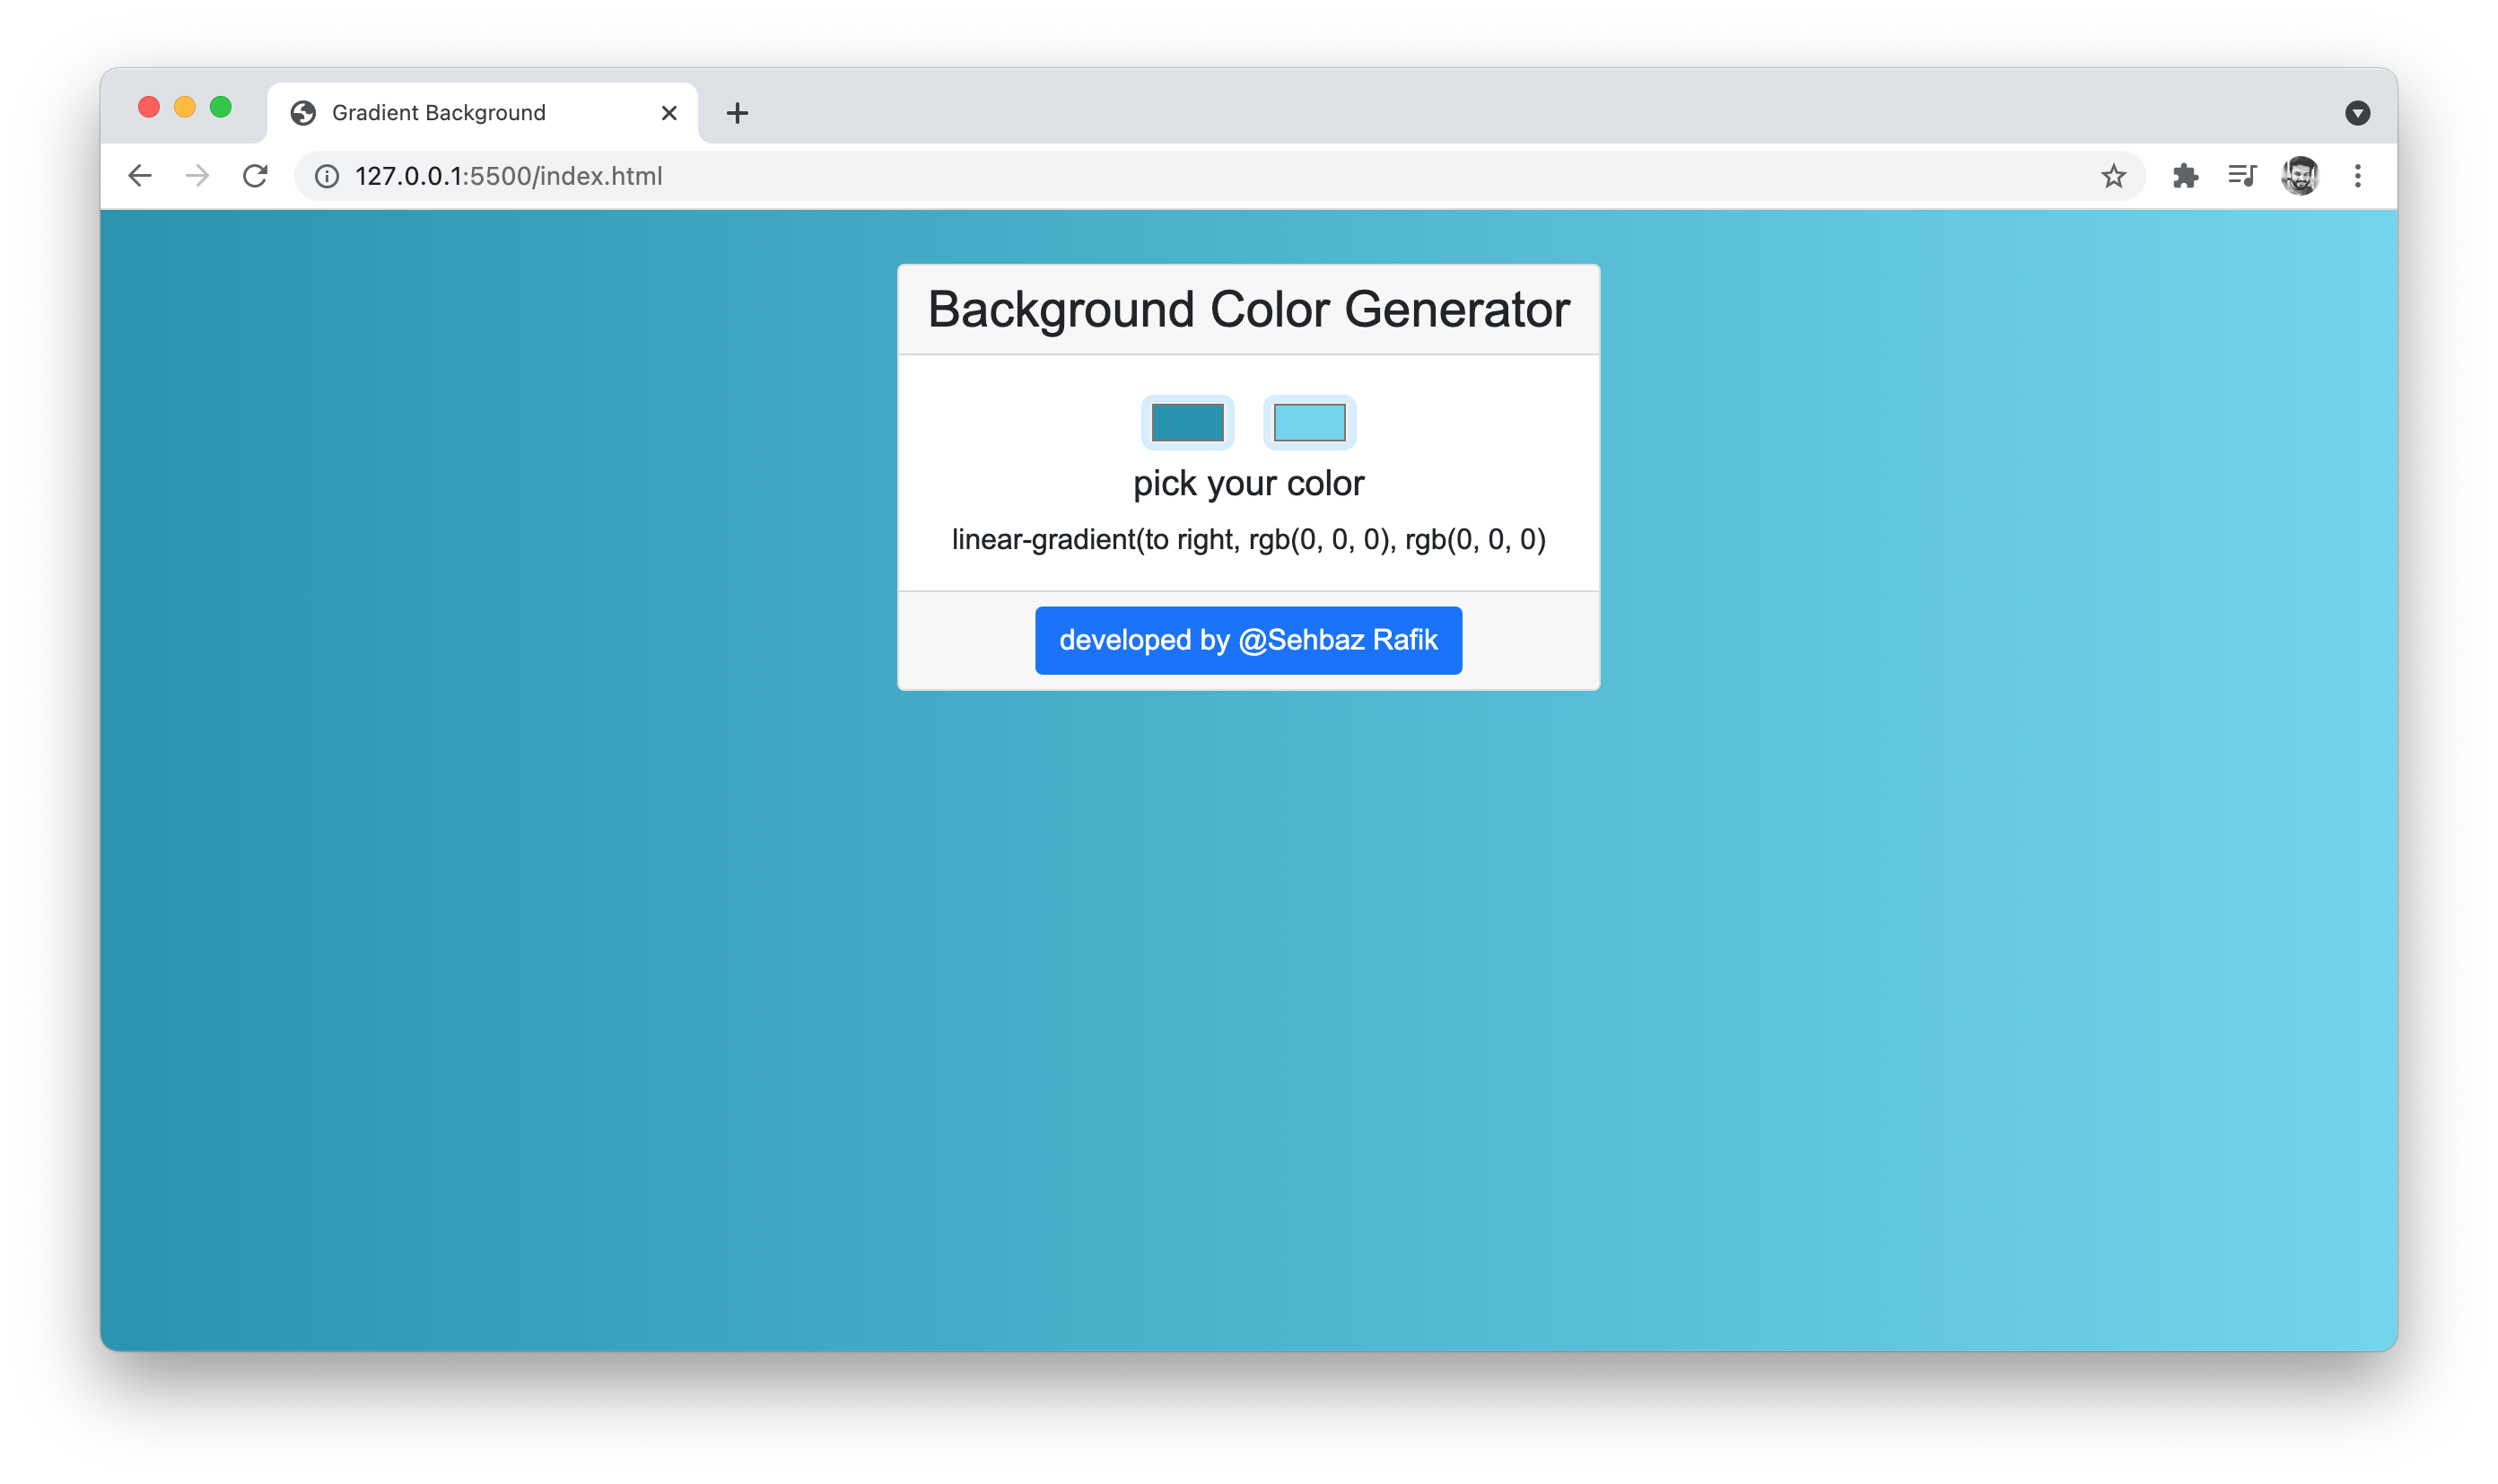 Gradient Background
127.0.0.1:5500/index.html
Background Color Generator
pick your color
linear-gradient(to right, rgb(0, 0, 0), rgb(0, 0, 0)
developed by @Sehbaz Rafik